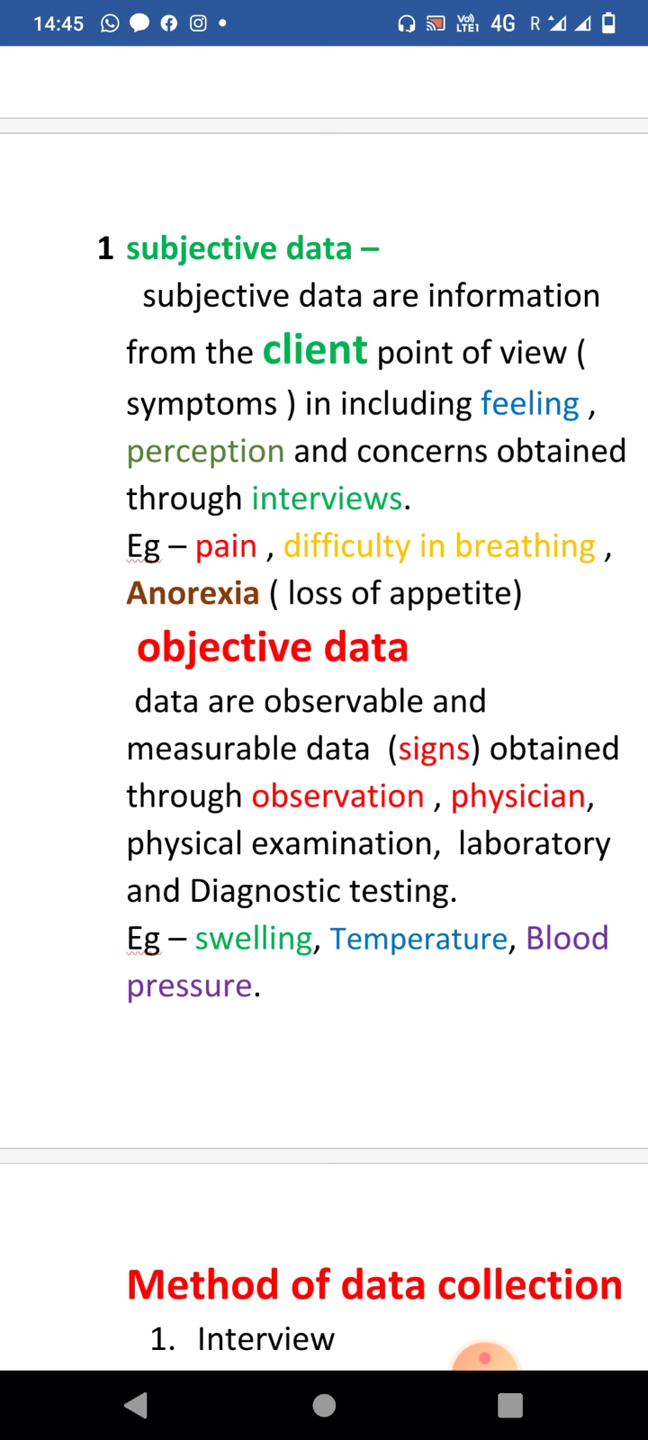 14:45 VoI) LTE1 4G R
1 subjective data –
subjective data are information
from the client point of view (
symptoms ) in including feeling ,
perception and concerns obtained
through interviews.
Eg – pain , difficulty in breathing ,
Anorexia ( loss of appetite)
objective data
data are observable and
measurable data (signs) obtained
through observation , physician,
physical examination, laboratory
and Diagnostic testing.
Eg – swelling, Temperature, Blood
pressure.
Method of data collection
1. Interview